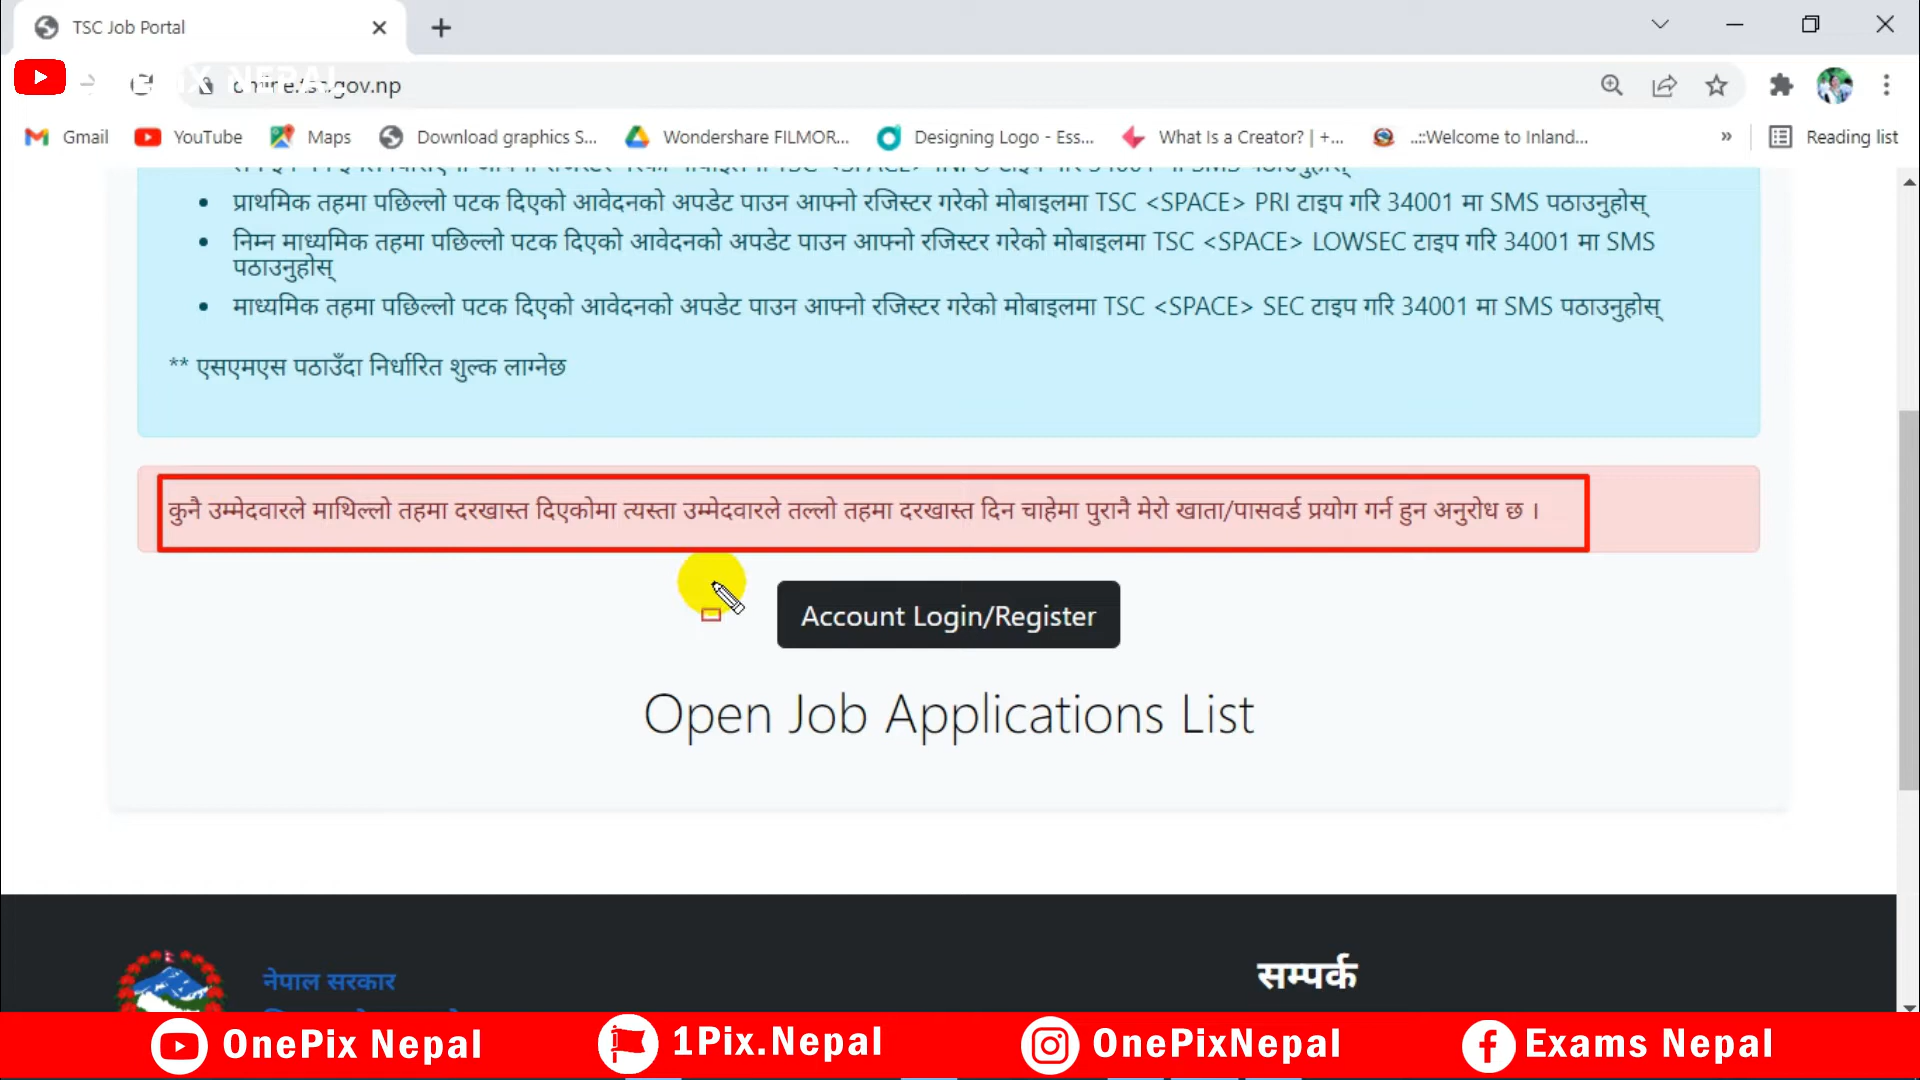 TSC Job Portal
Gmail YouTube Maps Download graphics S... Wondershare FILMOR... Designing Logo - Ess... What Is a Creator? | +... ..::Welcome to Inland... » Reading list
प्राथमिक तहमा पछिल्लो पटक दिएको आवेदनको अपडेट पाउन आफ्नो रजिस्टर गरेको मोबाइलमा TSC <SPACE> PRI टाइप गरि 34001 मा SMS पठाउनुहोस्
निम्न माध्यमिक तहमा पछिल्लो पटक दिएको आवेदनको अपडेट पाउन आफ्नो रजिस्टर गरेको मोबाइलमा TSC <SPACE> LOWSEC टाइप गरि 34001 मा SMS
पठाउनुहोस्
माध्यमिक तहमा पछिल्लो पटक दिएको आवेदनको अपडेट पाउन आफ्नो रजिस्टर गरेको मोबाइलमा TSC <SPACE> SEC टाइप गरि 34001 मा SMS पठाउनुहोस्
** एसएमएस पठाउँदा निर्धारित शुल्क लाग्नेछ
कुनै उम्मेदवारले माथिल्लो तहमा दरखास्त दिएकोमा त्यस्ता उम्मेदवारले तल्लो तहमा दरखास्त दिन चाहेमा पुरानै मेरो खाता/पासवर्ड प्रयोग गर्न हुन अनुरोध छ ।
Account Login/Register
Open Job Applications List
नेपाल सरकार
सम्पर्क
OnePix Nepal 1Pix.Nepal OnePixNepal Exams Nepal